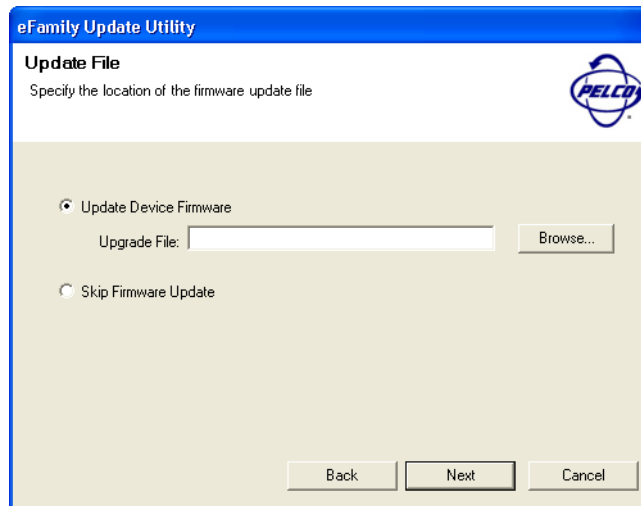 eFamily Update Utility
Update File
Specify the location of the firmware update file
PELCO
Update Device Firmware
Upgrade File:
Browse...
Skip Firmware Update
Back
Next
Cancel